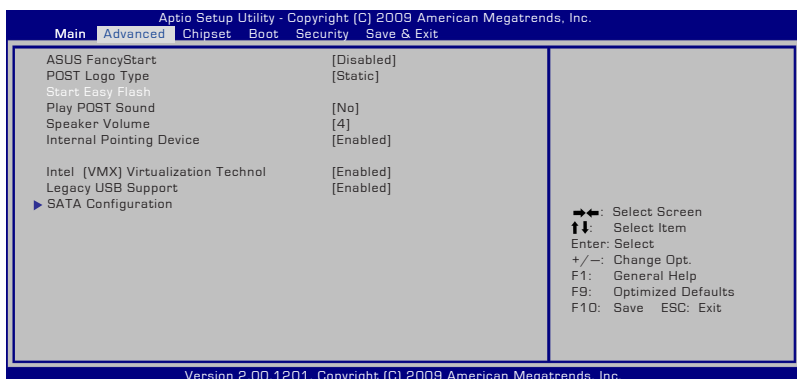 Aptio Setup Utility - Copyright (C) 2009 American Megatrends, Inc.
Main Advanced Chipset Boot Security Save & Exit
ASUS FancyStart [Disabled]
POST Logo Type [Static]
Start Easy Flash
Play POST Sound [No]
Speaker Volume [4]
Internal Pointing Device [Enabled]
Intel (VMX) Virtualization Technol [Enabled]
Legacy USB Support [Enabled]
SATA Configuration
→←: Select Screen
↑↓: Select Item
Enter: Select
+/—: Change Opt.
F1: General Help
F9: Optimized Defaults
F10: Save ESC: Exit
Version 2.00.1201. Copyright (C) 2009 American Megatrends, Inc.